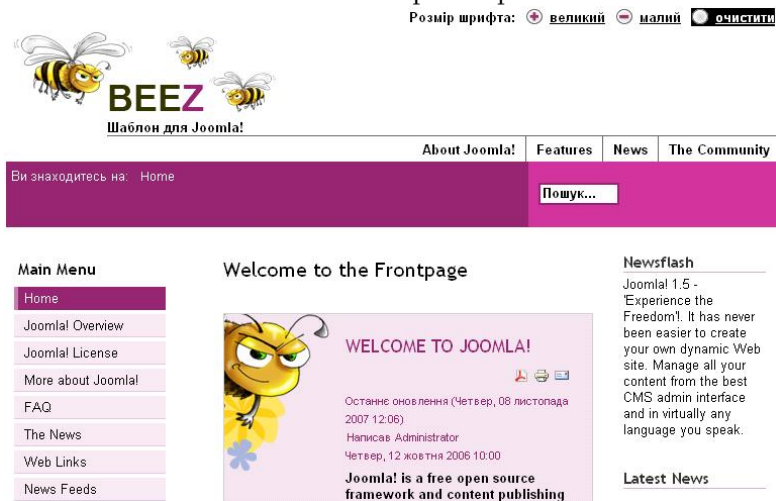 Розмір шрифта: великий малий очистити
BEEZ
Шаблон для Joomla!
About Joomla! Features News The Community
Ви знаходитесь на: Home
Пошук...
Main Menu
Home
Joomla! Overview
Joomla! License
More about Joomla!
FAQ
The News
Web Links
News Feeds
Welcome to the Frontpage
WELCOME TO JOOMLA!
Останнє оновлення (Четвер, 08 листопада
2007 12:06)
Написав Administrator
Четвер, 12 жовтня 2006 10:00
Joomla! is a free open source
framework and content publishing
Newsflash
Joomla! 1.5 -
'Experience the
Freedom'!. It has never
been easier to create
your own dynamic Web
site. Manage all your
content from the best
CMS admin interface
and in virtually any
language you speak.
Latest News